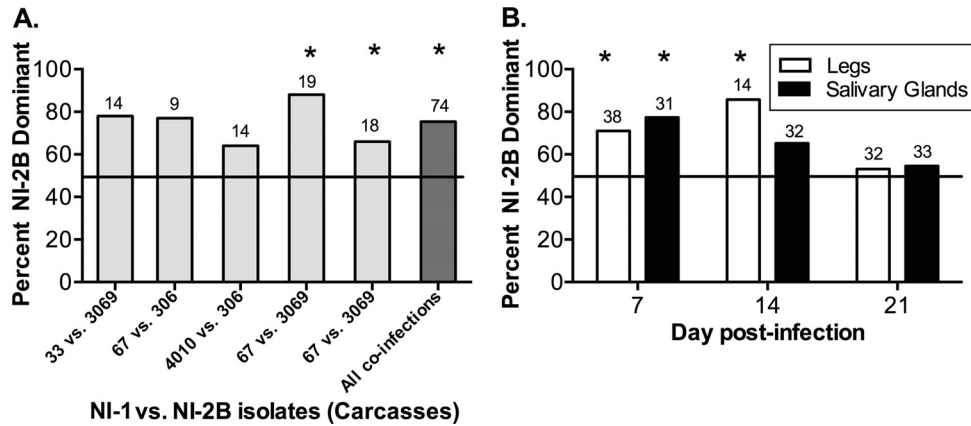 A.
Percent NI-2B Dominant
100
80
60
40
20
0
14
9
14
19
18
74
* * *
33 vs. 3069
67 vs. 306
4010 vs. 306
67 vs. 3069
67 vs. 3069
All co-infections
NI-1 vs. NI-2B isolates (Carcasses)
B.
Percent NI -2B Dominant
100
80
60
40
20
0
* * *
38
31
14
32
32
33
Legs
Salivary Glands
7
14
21
Day post-infection